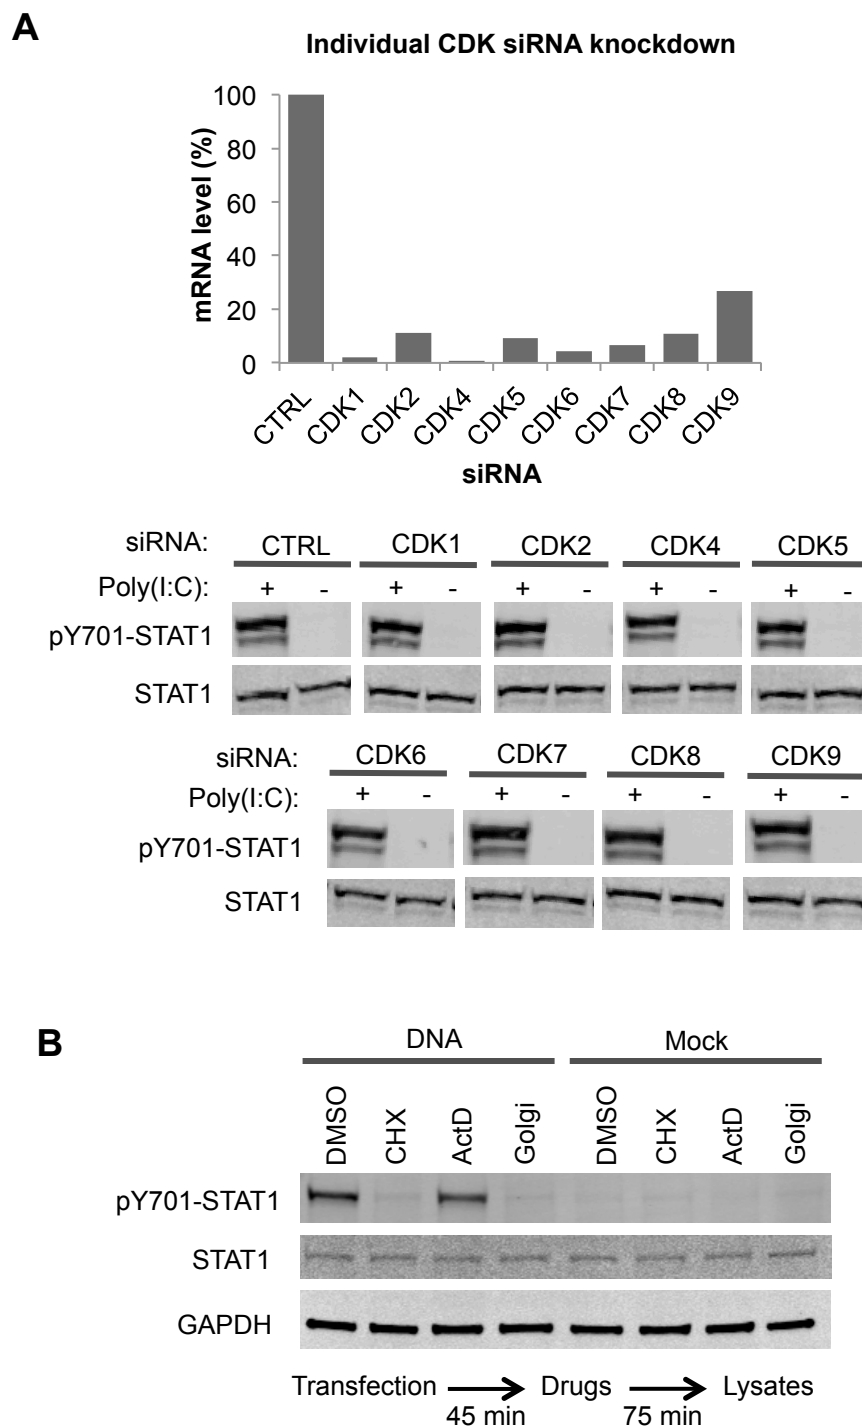 A
Individual CDK siRNA knockdown
mRNA level (%)
100
80
60
40
20
0
CTRL CDK1 CDK2 CDK4 CDK5 CDK6 CDK7 CDK8 CDK9
siRNA
siRNA: CTRL CDK1 CDK2 CDK4 CDK5
Poly(I:C): + - + - + - + - + -
pY701-STAT1
STAT1
siRNA: CDK6 CDK7 CDK8 CDK9
Poly(I:C): + - + - + - + -
pY701-STAT1
STAT1
B
DNA Mock
DMSO CHX ActD Golgi DMSO CHX ActD Golgi
pY701-STAT1
STAT1
GAPDH
Transfection Drugs Lysates
45 min 75 min